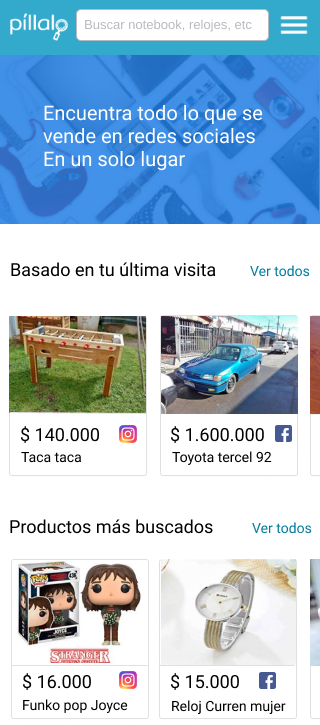 píllalo
Buscar notebook, relojes, etc
Encuentra todo lo que se
vende en redes sociales
En un solo lugar
Basado en tu última visita
Ver todos
$ 140.000
Taca taca
$ 1.600.000
Toyota tercel 92
Productos más buscados
Ver todos
JOYCE
STRANGER
$ 16.000
Funko pop Joyce
$ 15.000
Reloj Curren mujer